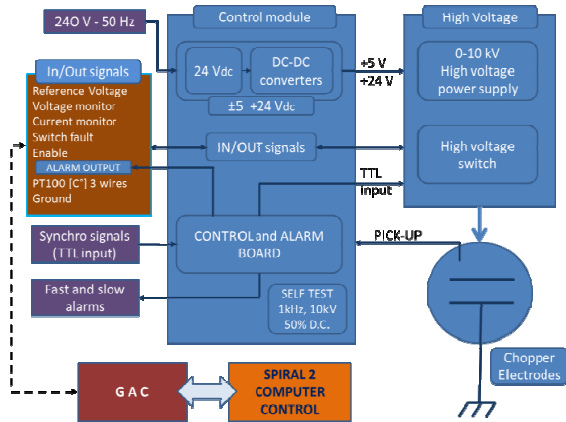 240 V - 50 Hz
Control module
High Voltage
24 Vdc
DC-DC
converters
±5 +24 Vdc
+5 V
+24 V
0-10 kV
High voltage
power supply
In/Out signals
Reference Voltage
Voltage monitor
Current monitor
Switch fault
Enable
ALARM OUTPUT
PT100 [C°] 3 wires
Ground
IN/OUT signals
High voltage
switch
TTL
input
Synchro signals
(TTL input)
CONTROL and ALARM
BOARD
PICK-UP
Fast and slow
alarms
SELF TEST
1kHz, 10kV
50% D.C.
Chopper
Electrodes
G A C
SPIRAL 2
COMPUTER
CONTROL